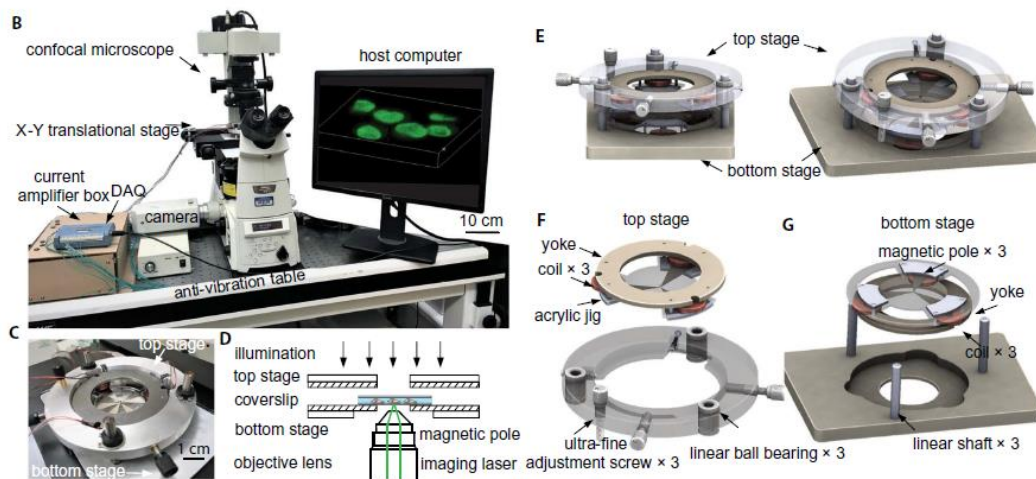 B
confocal microscope
host computer
X-Y translational stage
current
amplifier box
DAQ
camera
10 cm
anti-vibration table
C
top stage
1 cm
bottom stage
D
illumination
top stage
coverslip
bottom stage
magnetic pole
objective lens
imaging laser
E
top stage
bottom stage
F
top stage
yoke
coil × 3
acrylic jig
ultra-fine
adjustment screw × 3
linear ball bearing × 3
G
bottom stage
magnetic pole × 3
yoke
coil × 3
linear shaft × 3